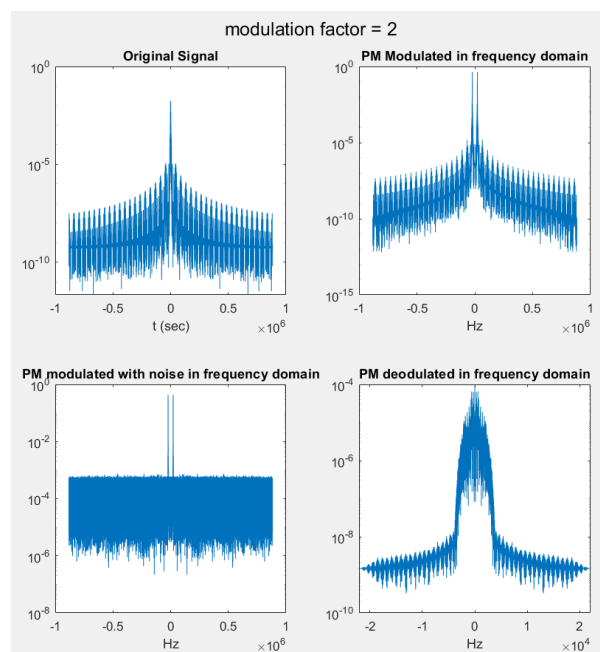 modulation factor = 2
Original Signal
10^0
10^-5
10^-10
-1 -0.5 0 0.5 1
t (sec)
×10^6
PM Modulated in frequency domain
10^0
10^-5
10^-10
10^-15
-1 -0.5 0 0.5 1
Hz
×10^6
PM modulated with noise in frequency domain
10^0
10^-2
10^-4
10^-6
10^-8
-1 -0.5 0 0.5 1
Hz
×10^6
PM deodulated in frequency domain
10^-4
10^-6
10^-8
10^-10
-2 -1 0 1 2
Hz
×10^4